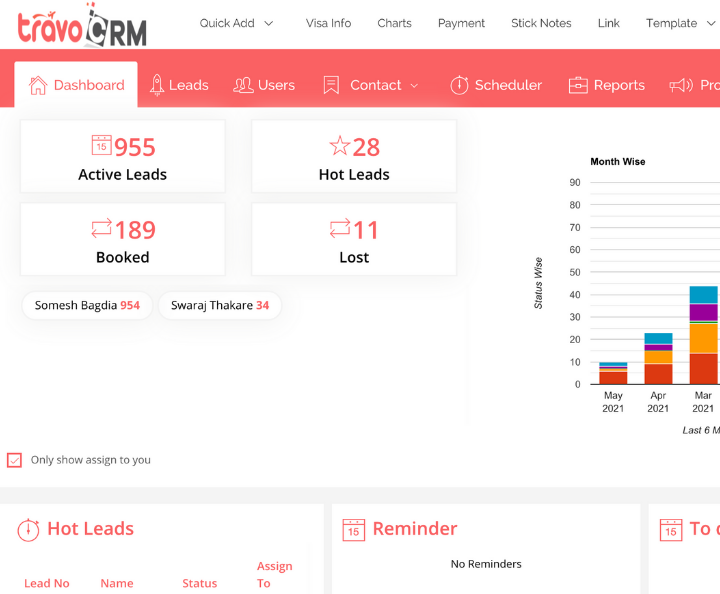 travo CRM
Quick Add
Visa Info
Charts
Payment
Stick Notes
Link
Template
Dashboard
Leads
Users
Contact
Scheduler
Reports
Pro
15 955
Active Leads
28
Hot Leads
189
Booked
11
Lost
Somesh Bagdia 954
Swaraj Thakare 34
Month Wise
90
80
70
60
50
40
30
20
10
0
Status Wise
May 2021
Apr 2021
Mar 2021
Last 6 M
Only show assign to you
Hot Leads
Lead No
Name
Status
Assign
To
15 Reminder
No Reminders
15 To d